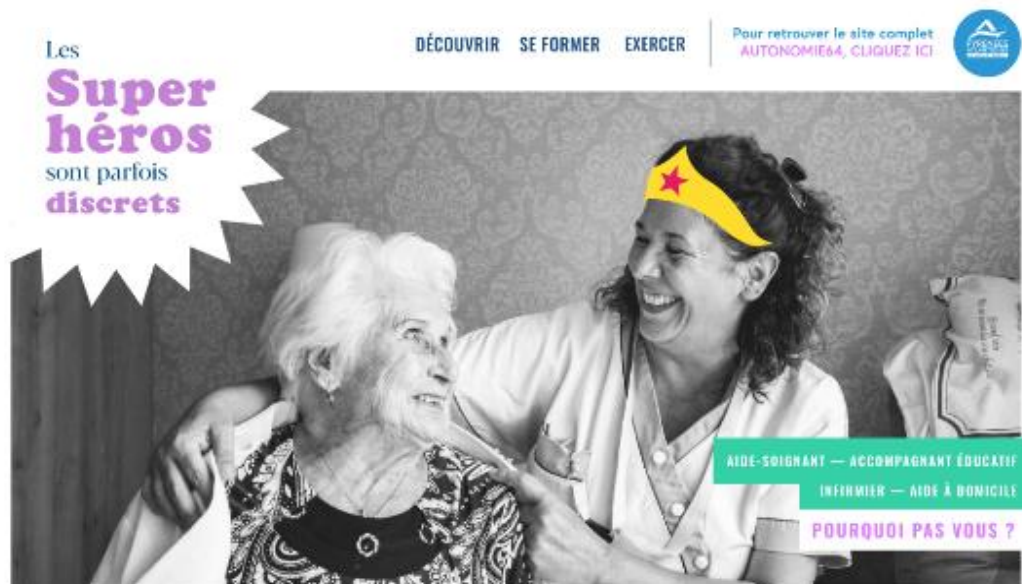 Les
Super
héros
sont parfois
discrets
DÉCOUVRIR SE FORMER EXERCER
Pour retrouver le site complet
AUTONOMIE64, CLIQUEZ ICI
PYRÉNÉES
AIDE-SOIGNANT — ACCOMPAGNANT ÉDUCATIF
INFIRMIER — AIDE À DOMICILE
POURQUOI PAS VOUS ?